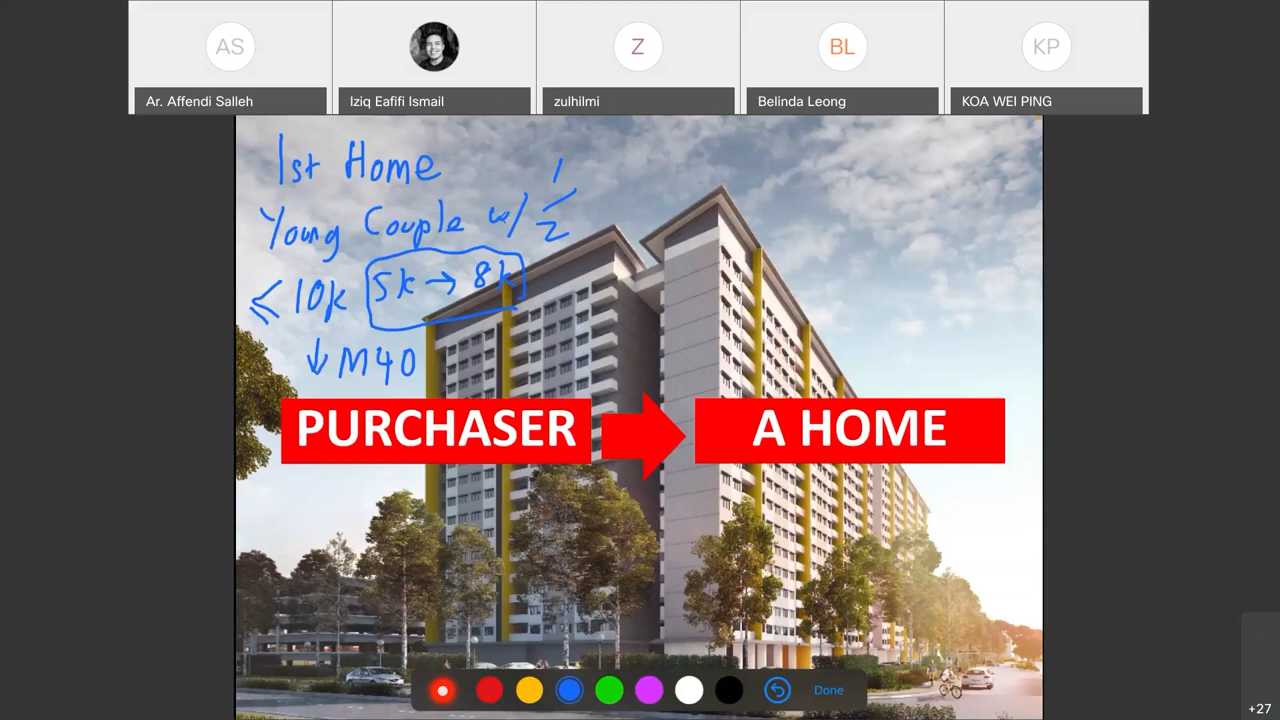 AS
Z
BL
KP
Ar. Affendi Salleh
Iziq Eafifi Ismail
zulhilmi
Belinda Leong
KOA WEI PING
1st Home
Young Couple w/ 1/2
≤ 10k 5k → 8k
↓ M40
PURCHASER
A HOME
Done
+27